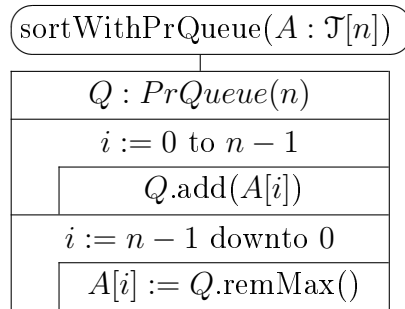 sortWithPrQueue(A : 𝒯[n])
Q : PrQueue(n)
i := 0 to n − 1
Q.add(A[i])
i := n − 1 downto 0
A[i] := Q.remMax()